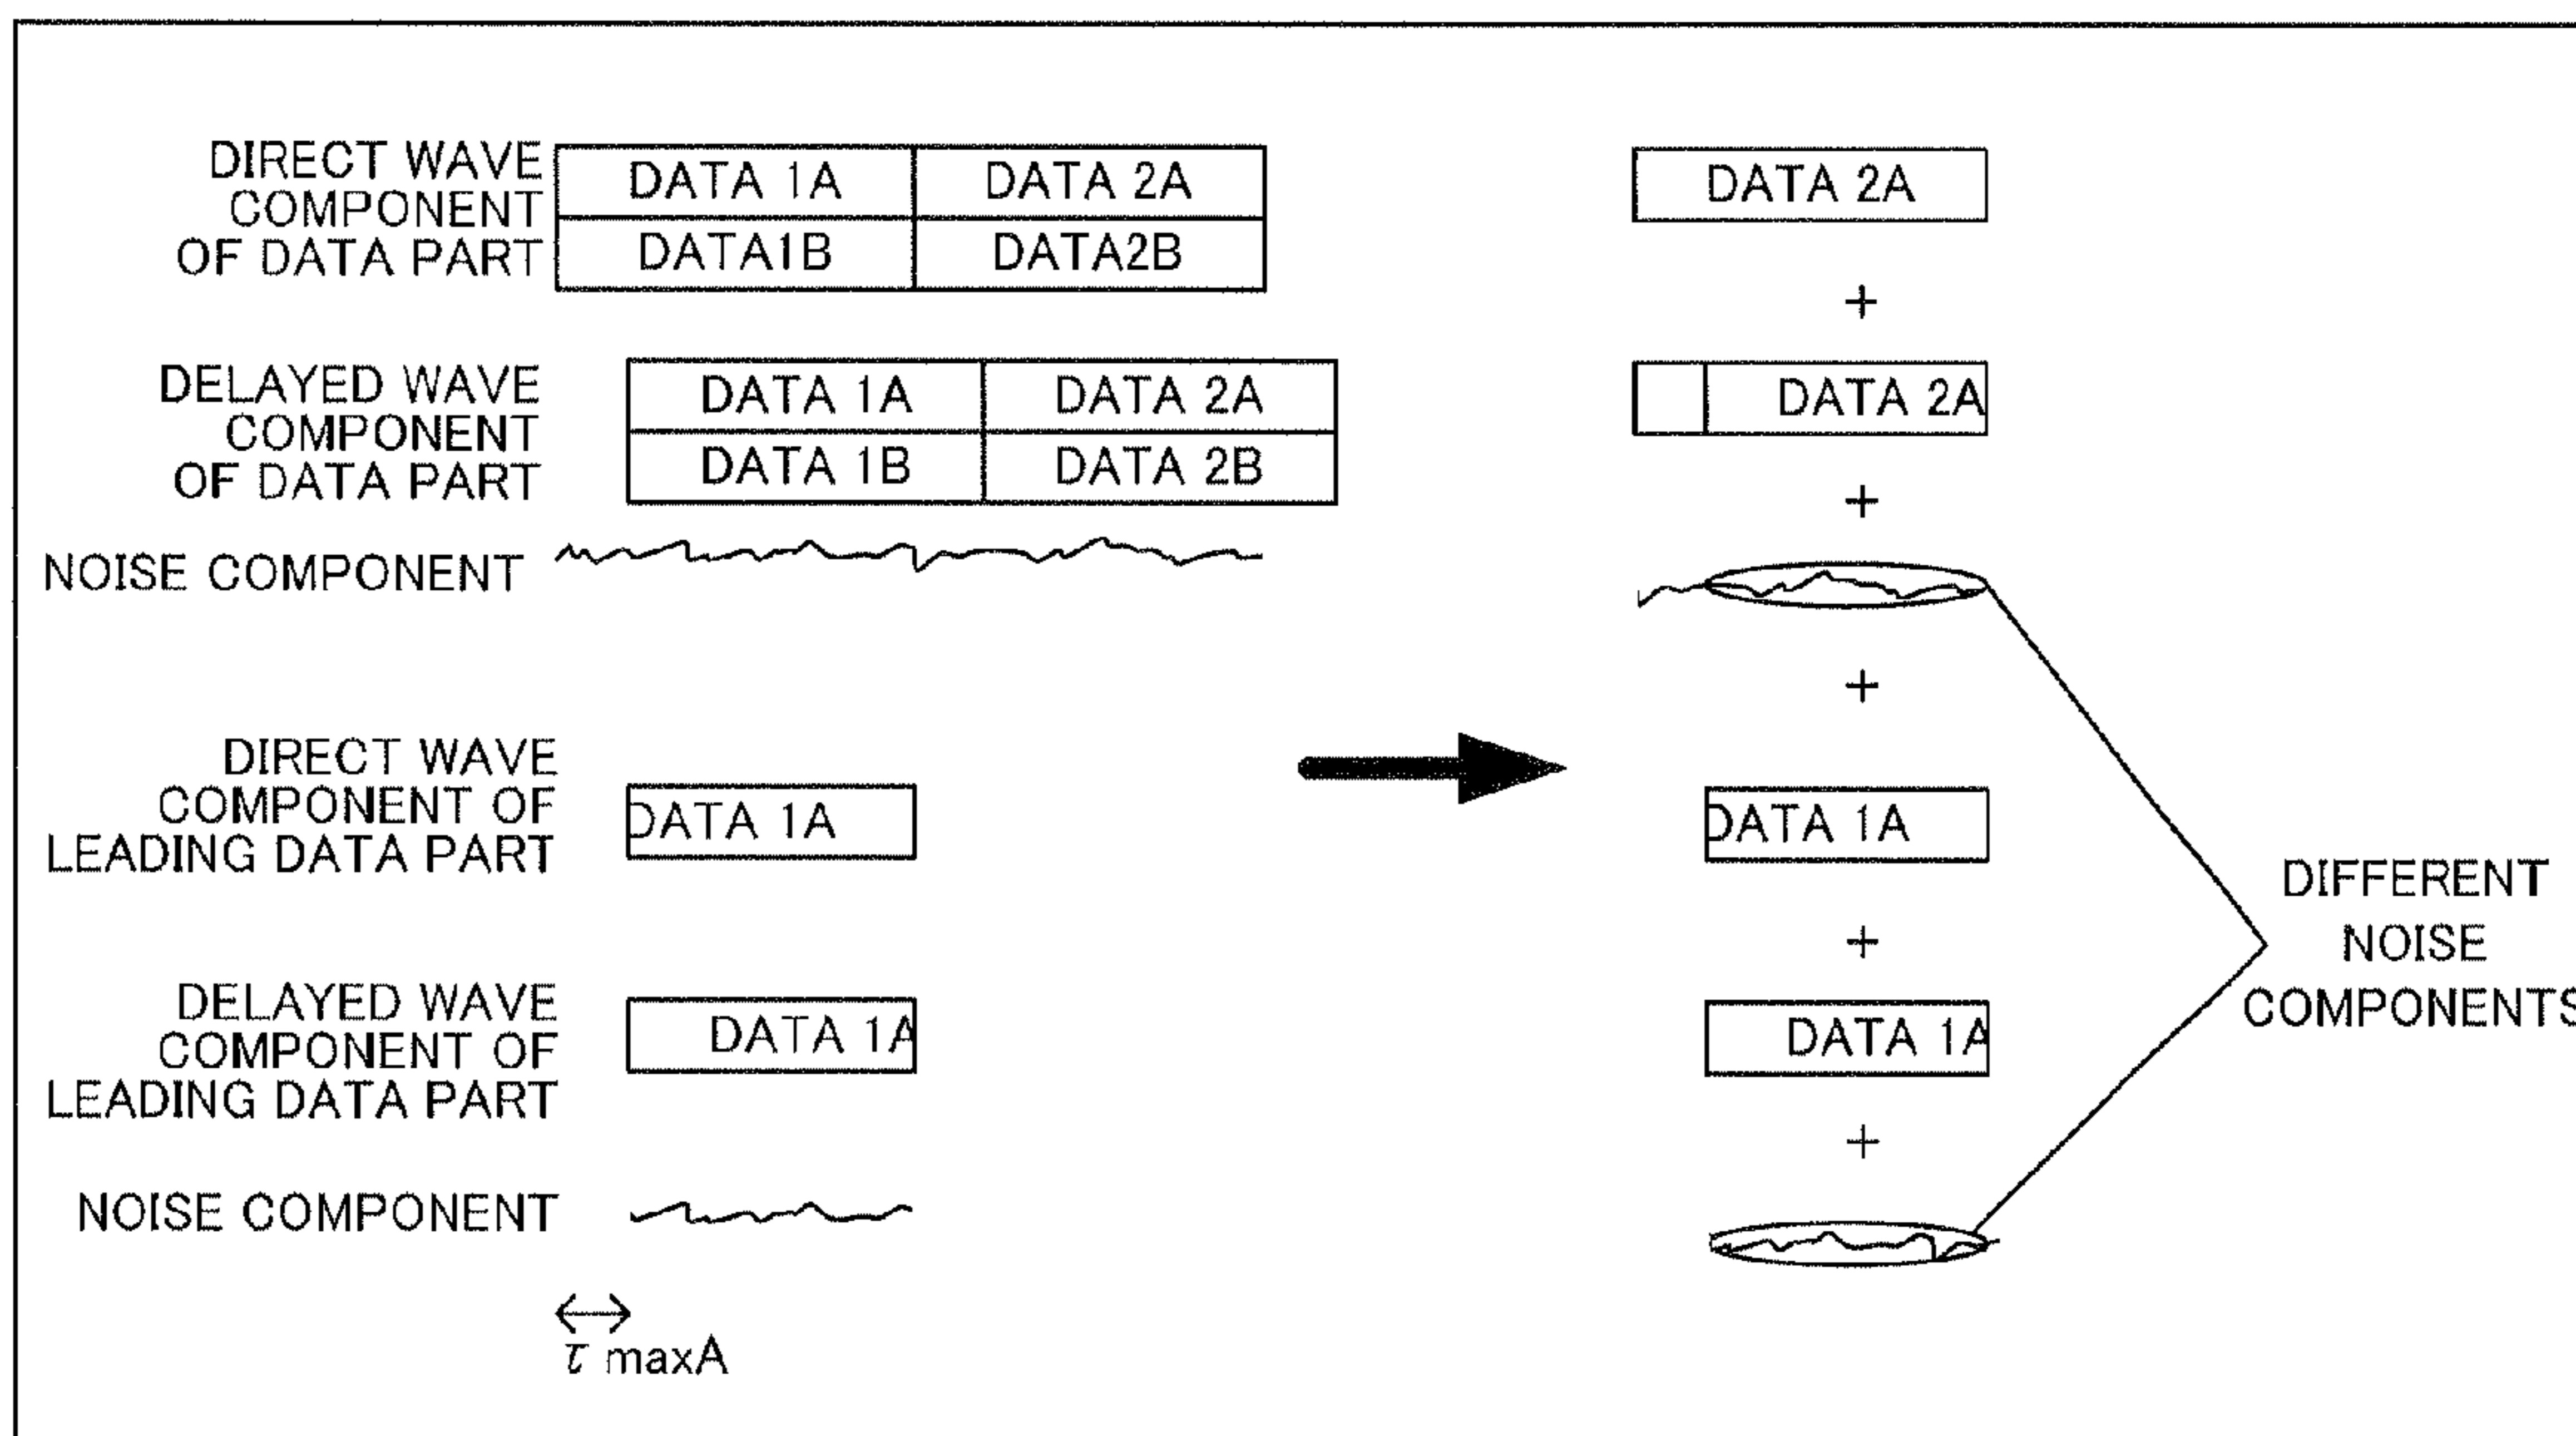 DIRECT WAVE
COMPONENT
OF DATA PART
DATA 1A
DATA 2A
DATA1B
DATA2B
DELAYED WAVE
COMPONENT
OF DATA PART
DATA 1A
DATA 2A
DATA 1B
DATA 2B
NOISE COMPONENT
DIRECT WAVE
COMPONENT OF
LEADING DATA PART
DATA 1A
DELAYED WAVE
COMPONENT OF
LEADING DATA PART
DATA 1A
NOISE COMPONENT
τ maxA
DATA 2A
+
DATA 2A
+
+
DATA 1A
+
DATA 1A
+
DIFFERENT
NOISE
COMPONENTS